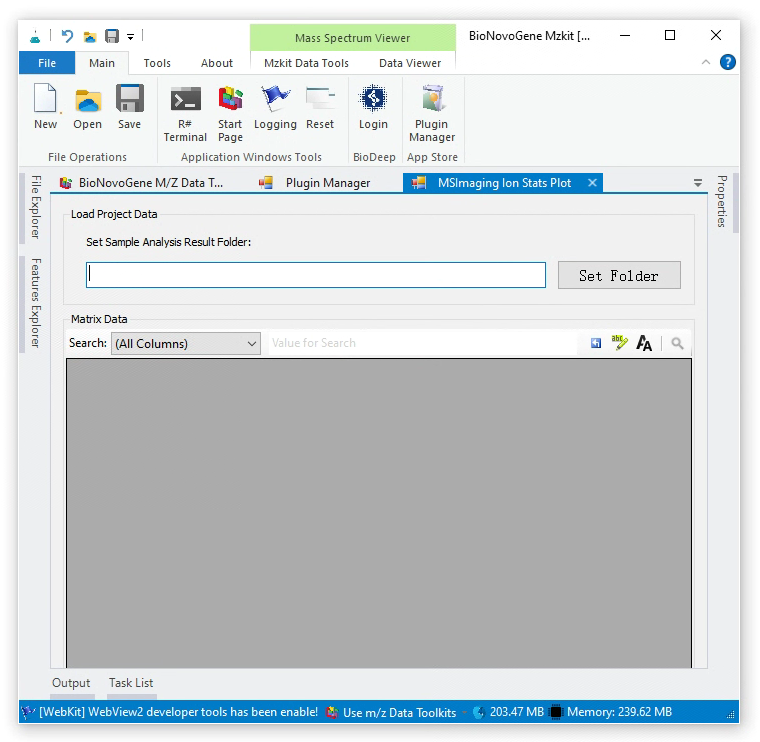 Mass Spectrum Viewer
BioNovoGene Mzkit [...
File Main Tools About Mzkit Data Tools Data Viewer
New Open Save R# Terminal Start Page Logging Reset Login Plugin Manager
File Operations Application Windows Tools BioDeep App Store
File Explorer
Features Explorer
BioNovoGene M/Z Data T... Plugin Manager MSImaging Ion Stats Plot
Properties
Load Project Data
Set Sample Analysis Result Folder:
Set Folder
Matrix Data
Search: (All Columns) Value for Search
Output Task List
[WebKit] WebView2 developer tools has been enable! Use m/z Data Toolkits 203.47 MB Memory: 239.62 MB